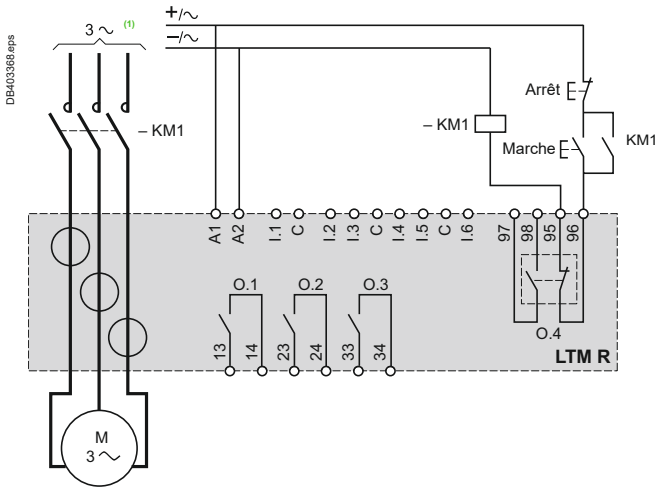 DB403368.eps
+/~
3 ~ (1)
–/~
– KM1
– KM1
Arrêt
Marche
KM1
A1
A2
I.1
C
I.2
I.3
C
I.4
I.5
C
I.6
97
98
95
96
O.1
O.2
O.3
O.4
13
14
23
24
33
34
LTM R
M
3 ~